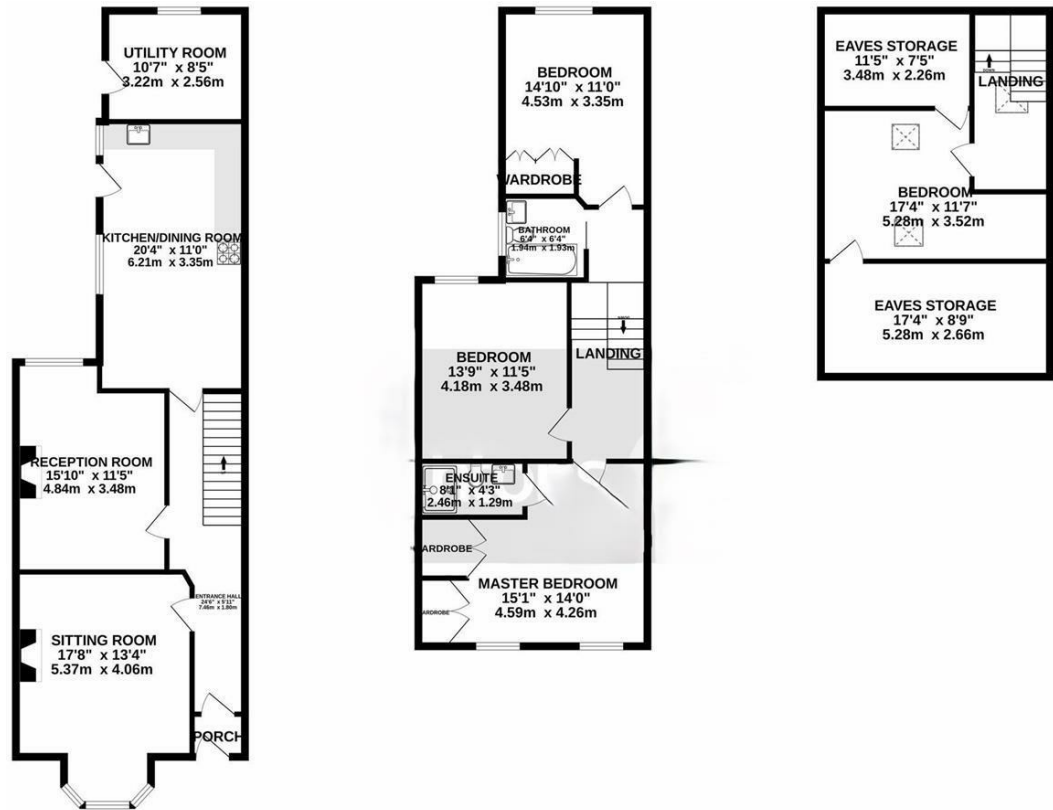 UTILITY ROOM
10'7" x 8'5"
3.22m x 2.56m
KITCHEN/DINING ROOM
20'4" x 11'0"
6.21m x 3.35m
RECEPTION ROOM
15'10" x 11'5"
4.84m x 3.48m
ENTRANCE HALL
24'6" x 5'11"
7.46m x 1.80m
SITTING ROOM
17'8" x 13'4"
5.37m x 4.06m
PORCH
BEDROOM
14'10" x 11'0"
4.53m x 3.35m
WARDROBE
BATHROOM
6'4" x 6'4"
1.94m x 1.93m
BEDROOM
13'9" x 11'5"
4.18m x 3.48m
LANDING
ENSUITE
8'1" x 4'3"
2.46m x 1.29m
WARDROBE
MASTER BEDROOM
15'1" x 14'0"
4.59m x 4.26m
WARDROBE
EAVES STORAGE
11'5" x 7'5"
3.48m x 2.26m
LANDING
BEDROOM
17'4" x 11'7"
5.28m x 3.52m
EAVES STORAGE
17'4" x 8'9"
5.28m x 2.66m